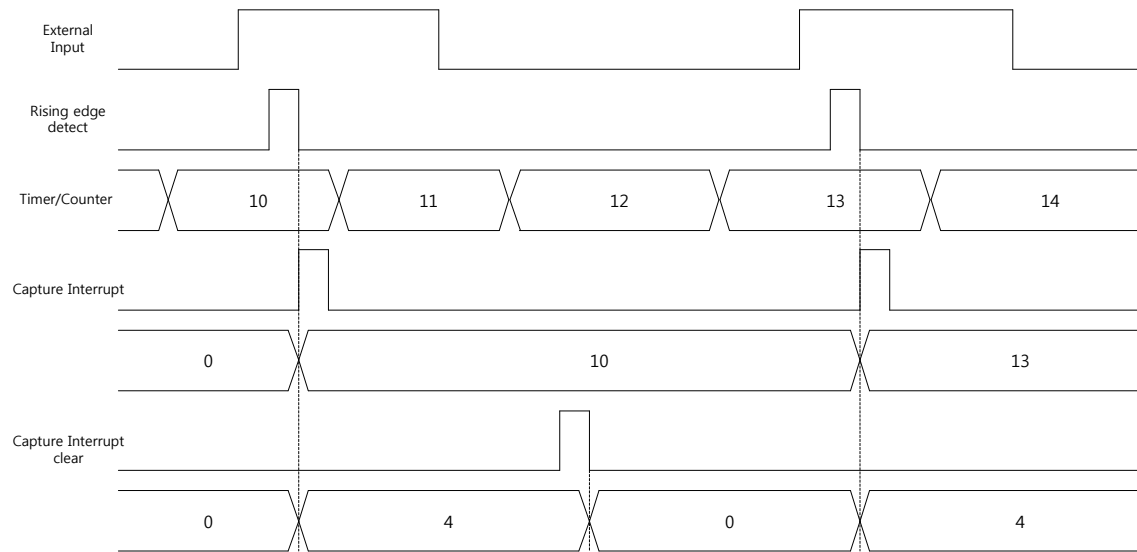 External
Input
Rising edge
detect
Timer/Counter
10
11
12
13
14
Capture Interrupt
0
10
13
Capture Interrupt
clear
0
4
0
4